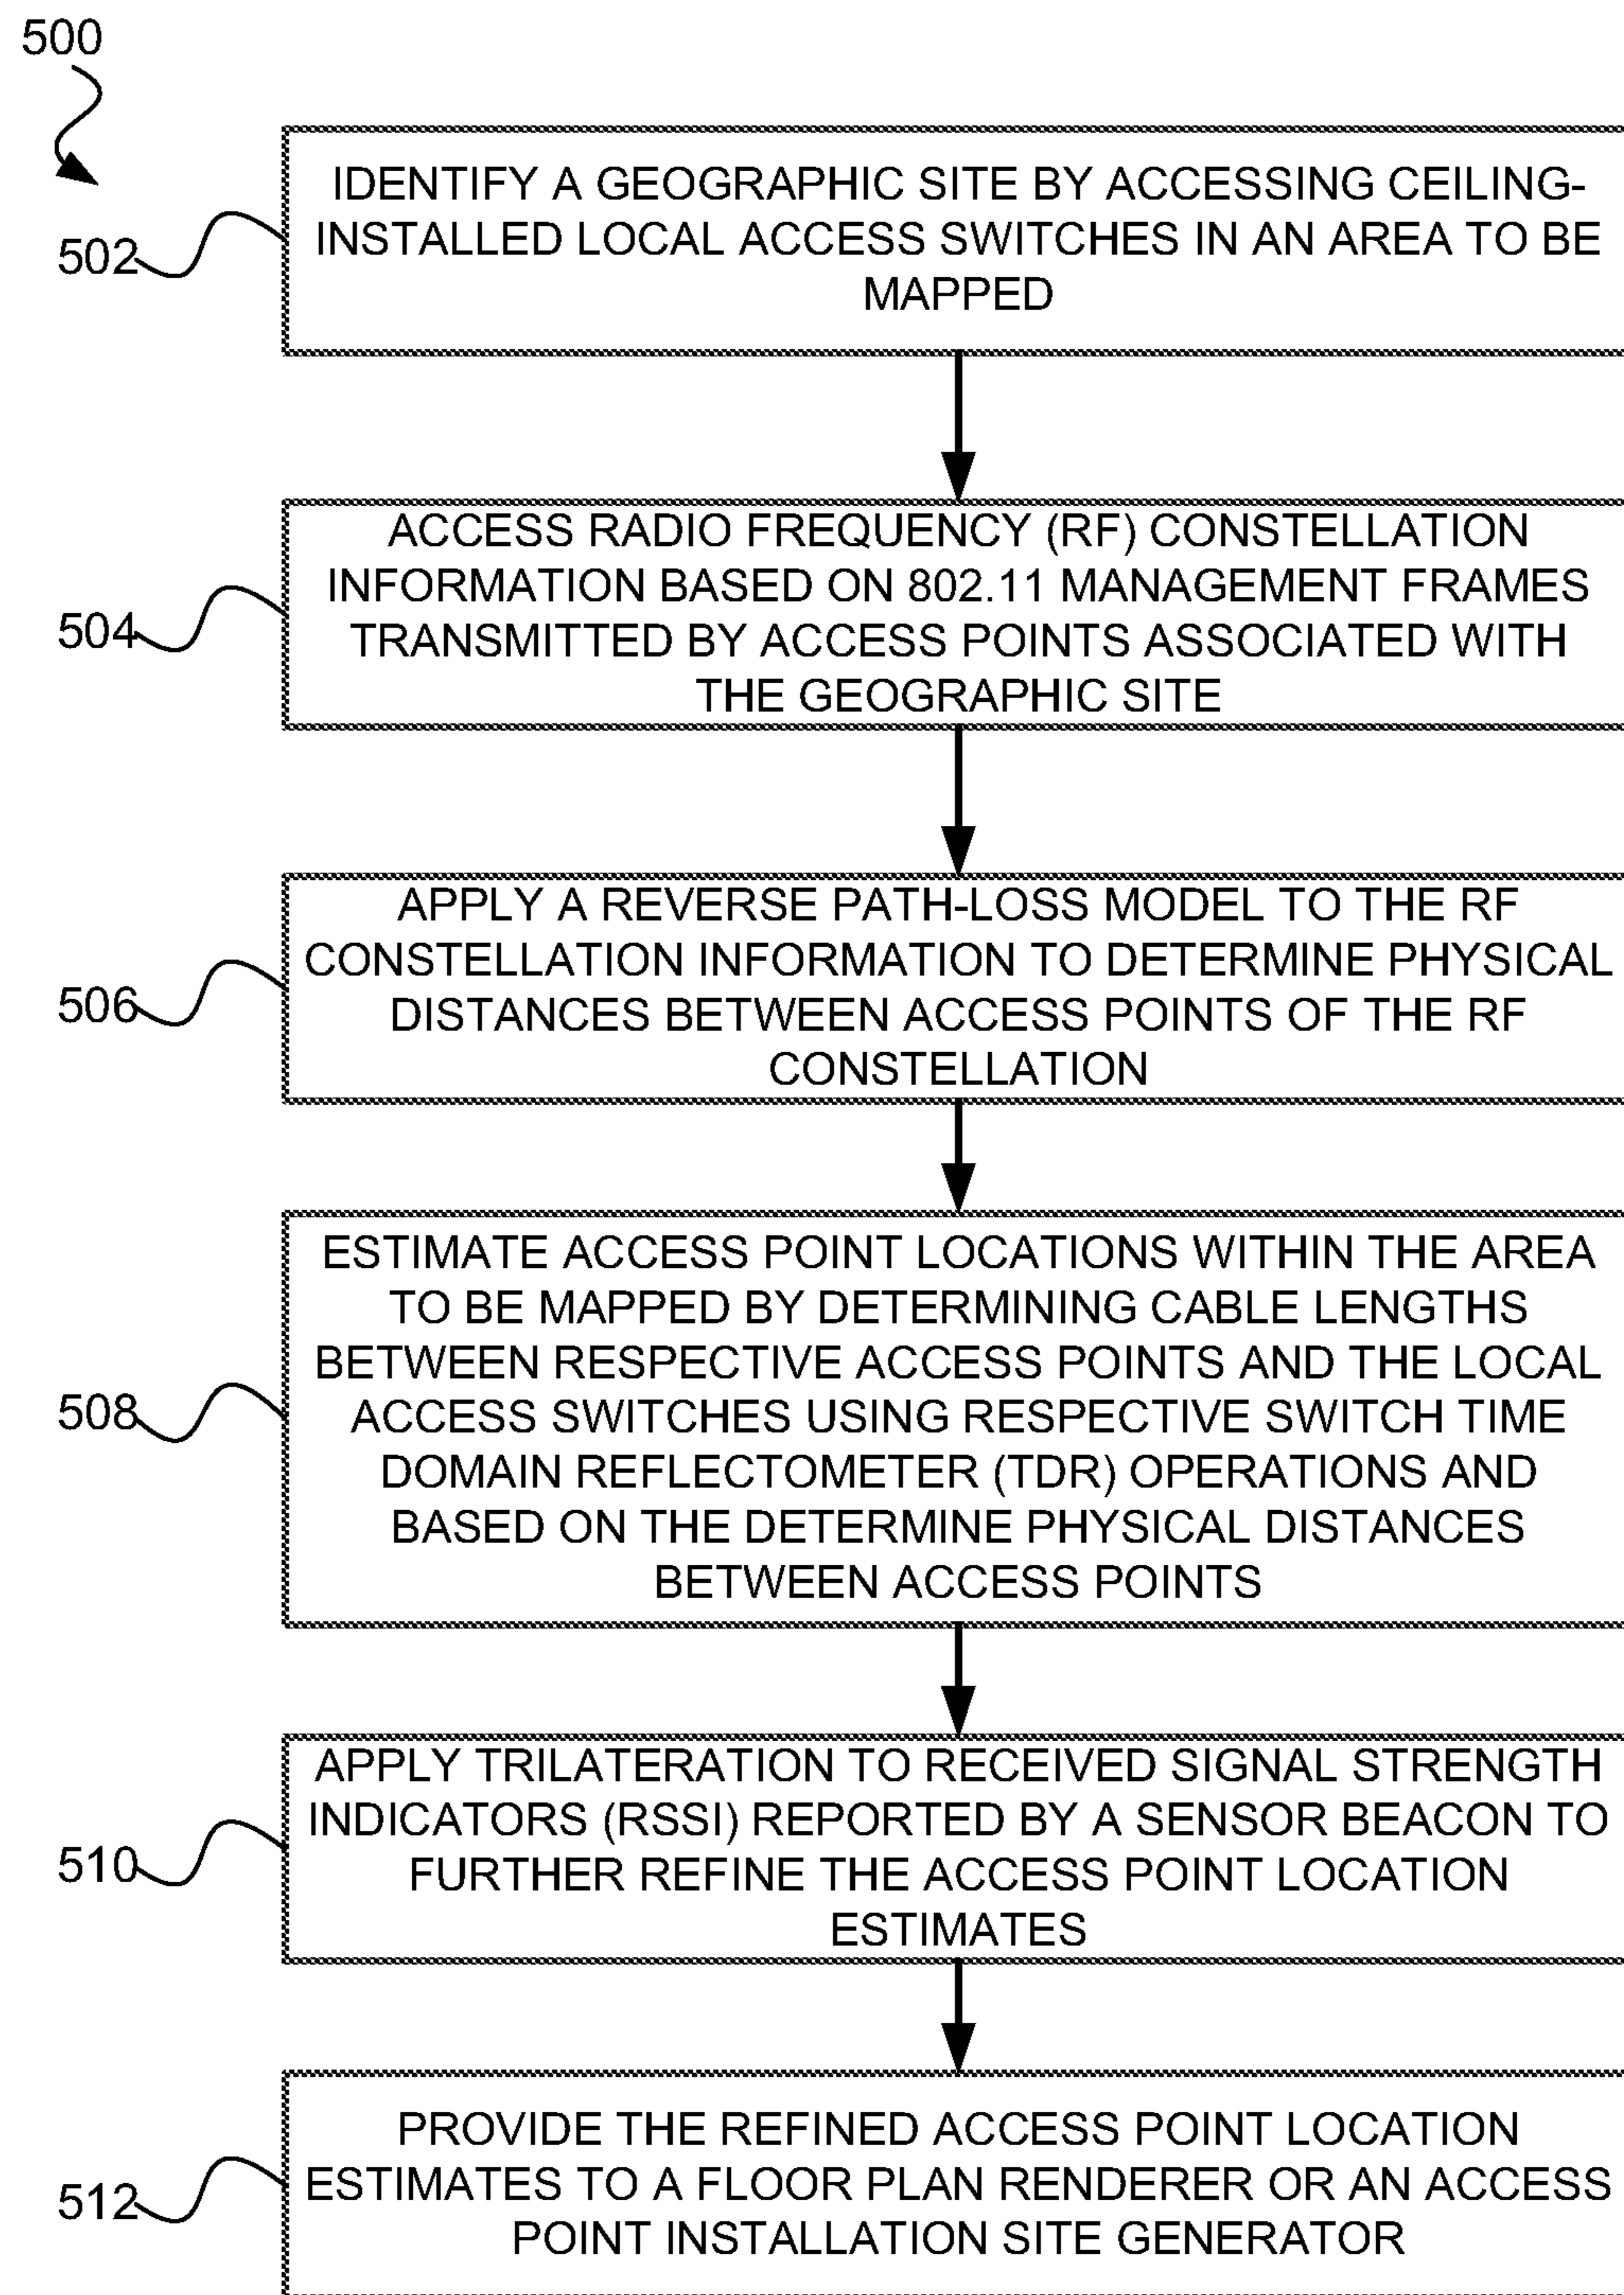 500
502
IDENTIFY A GEOGRAPHIC SITE BY ACCESSING CEILING-
INSTALLED LOCAL ACCESS SWITCHES IN AN AREA TO BE
MAPPED
504
ACCESS RADIO FREQUENCY (RF) CONSTELLATION
INFORMATION BASED ON 802.11 MANAGEMENT FRAMES
TRANSMITTED BY ACCESS POINTS ASSOCIATED WITH
THE GEOGRAPHIC SITE
506
APPLY A REVERSE PATH-LOSS MODEL TO THE RF
CONSTELLATION INFORMATION TO DETERMINE PHYSICAL
DISTANCES BETWEEN ACCESS POINTS OF THE RF
CONSTELLATION
508
ESTIMATE ACCESS POINT LOCATIONS WITHIN THE AREA
TO BE MAPPED BY DETERMINING CABLE LENGTHS
BETWEEN RESPECTIVE ACCESS POINTS AND THE LOCAL
ACCESS SWITCHES USING RESPECTIVE SWITCH TIME
DOMAIN REFLECTOMETER (TDR) OPERATIONS AND
BASED ON THE DETERMINE PHYSICAL DISTANCES
BETWEEN ACCESS POINTS
510
APPLY TRILATERATION TO RECEIVED SIGNAL STRENGTH
INDICATORS (RSSI) REPORTED BY A SENSOR BEACON TO
FURTHER REFINE THE ACCESS POINT LOCATION
ESTIMATES
512
PROVIDE THE REFINED ACCESS POINT LOCATION
ESTIMATES TO A FLOOR PLAN RENDERER OR AN ACCESS
POINT INSTALLATION SITE GENERATOR